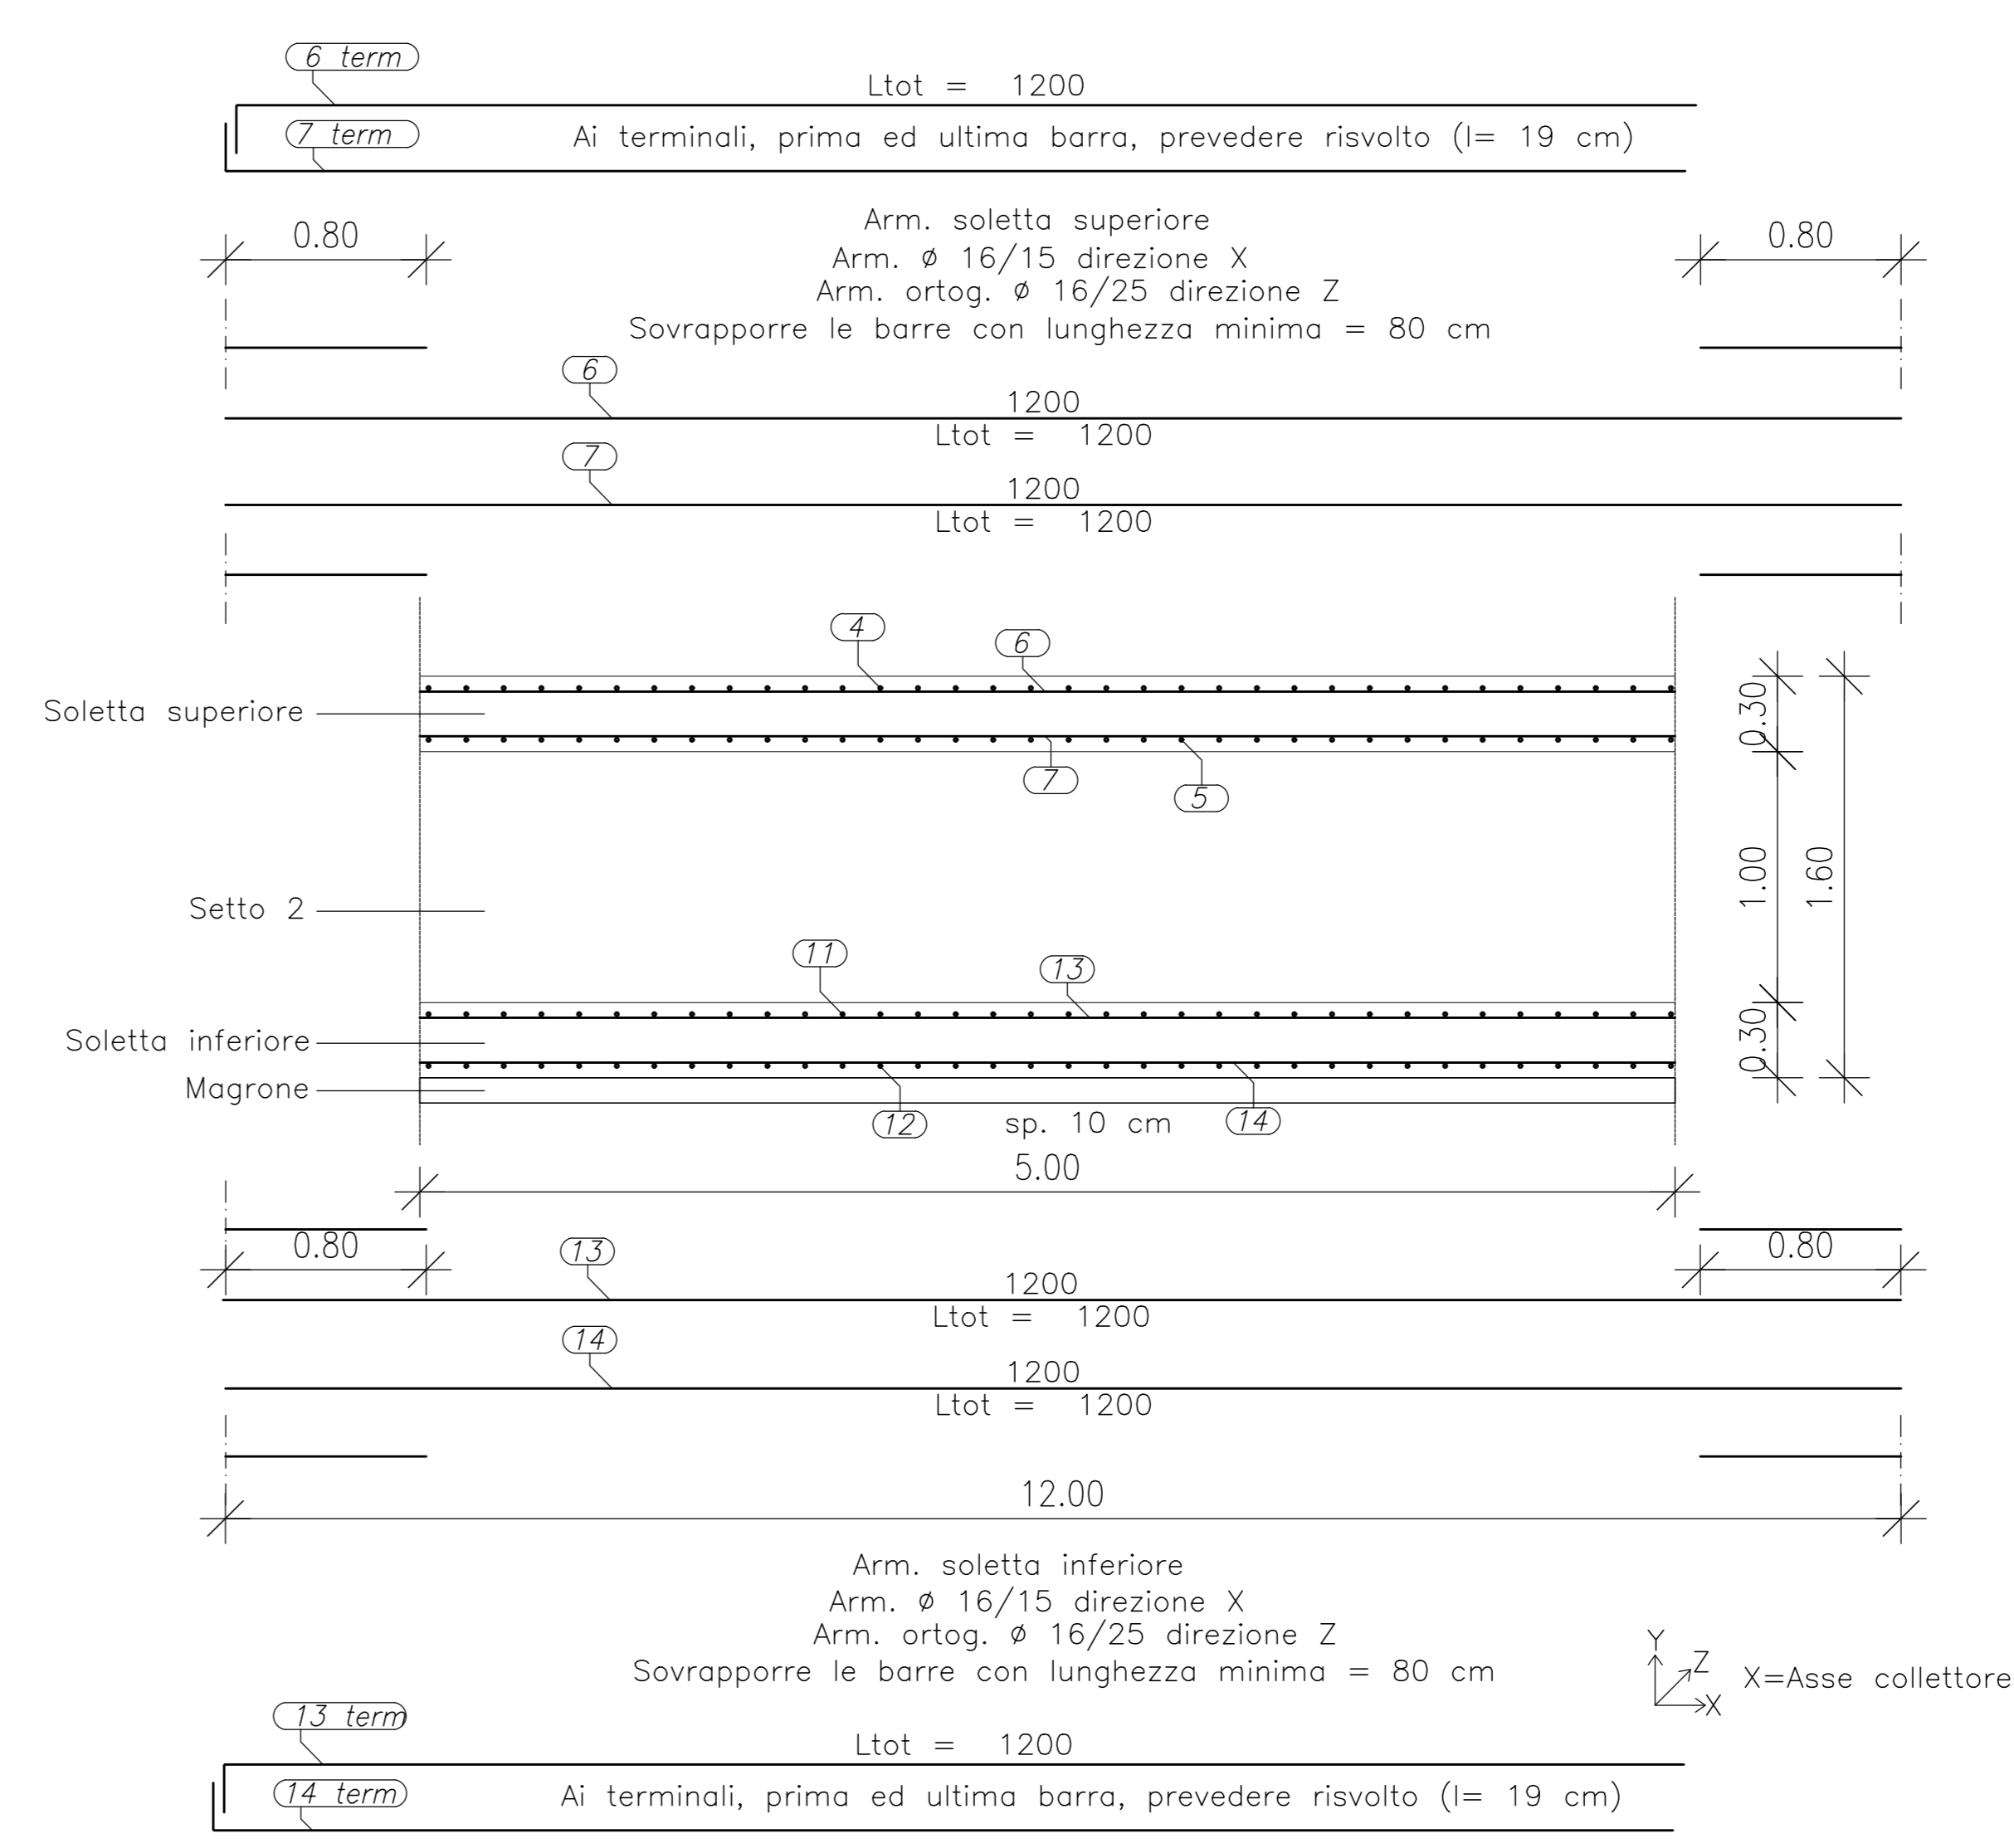 6 term
Ltot = 1200
7 term
Ai terminali, prima ed ultima barra, prevedere risvolto (l= 19 cm)
Arm. soletta superiore
0.80
0.80
Arm. ø 16/15 direzione X
Arm. ortog. ø 16/25 direzione Z
Sovrapporre le barre con lunghezza minima = 80 cm
6
1200
Ltot = 1200
7
1200
Ltot = 1200
4
6
Soletta superiore
0.30
7
5
1.00
1.60
Setto 2
11
13
Soletta inferiore
0.30
Magrone
12
sp. 10 cm
14
5.00
0.80
13
0.80
1200
Ltot = 1200
14
1200
Ltot = 1200
12.00
Arm. soletta inferiore
Arm. ø 16/15 direzione X
Arm. ortog. ø 16/25 direzione Z
Sovrapporre le barre con lunghezza minima = 80 cm
Y
Z
X
X=Asse collettore
13 term
Ltot = 1200
14 term
Ai terminali, prima ed ultima barra, prevedere risvolto (l= 19 cm)